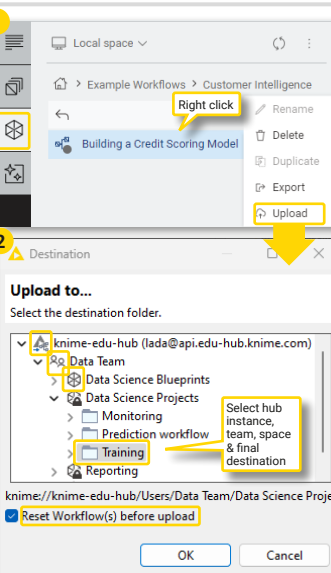 Local space
Example Workflows > Customer Intelligence
Right click
Rename
Building a Credit Scoring Model
Delete
Duplicate
Export
Upload
2
Destination
Upload to...
Select the destination folder.
knime-edu-hub (lada@api.edu-hub.knime.com)
Data Team
Data Science Blueprints
Data Science Projects
Monitoring
Prediction workflow
Training
Reporting
Select hub
instance,
team, space
& final
destination
knime://knime-edu-hub/Users/Data Team/Data Science Proje
Reset Workflow(s) before upload
OK Cancel